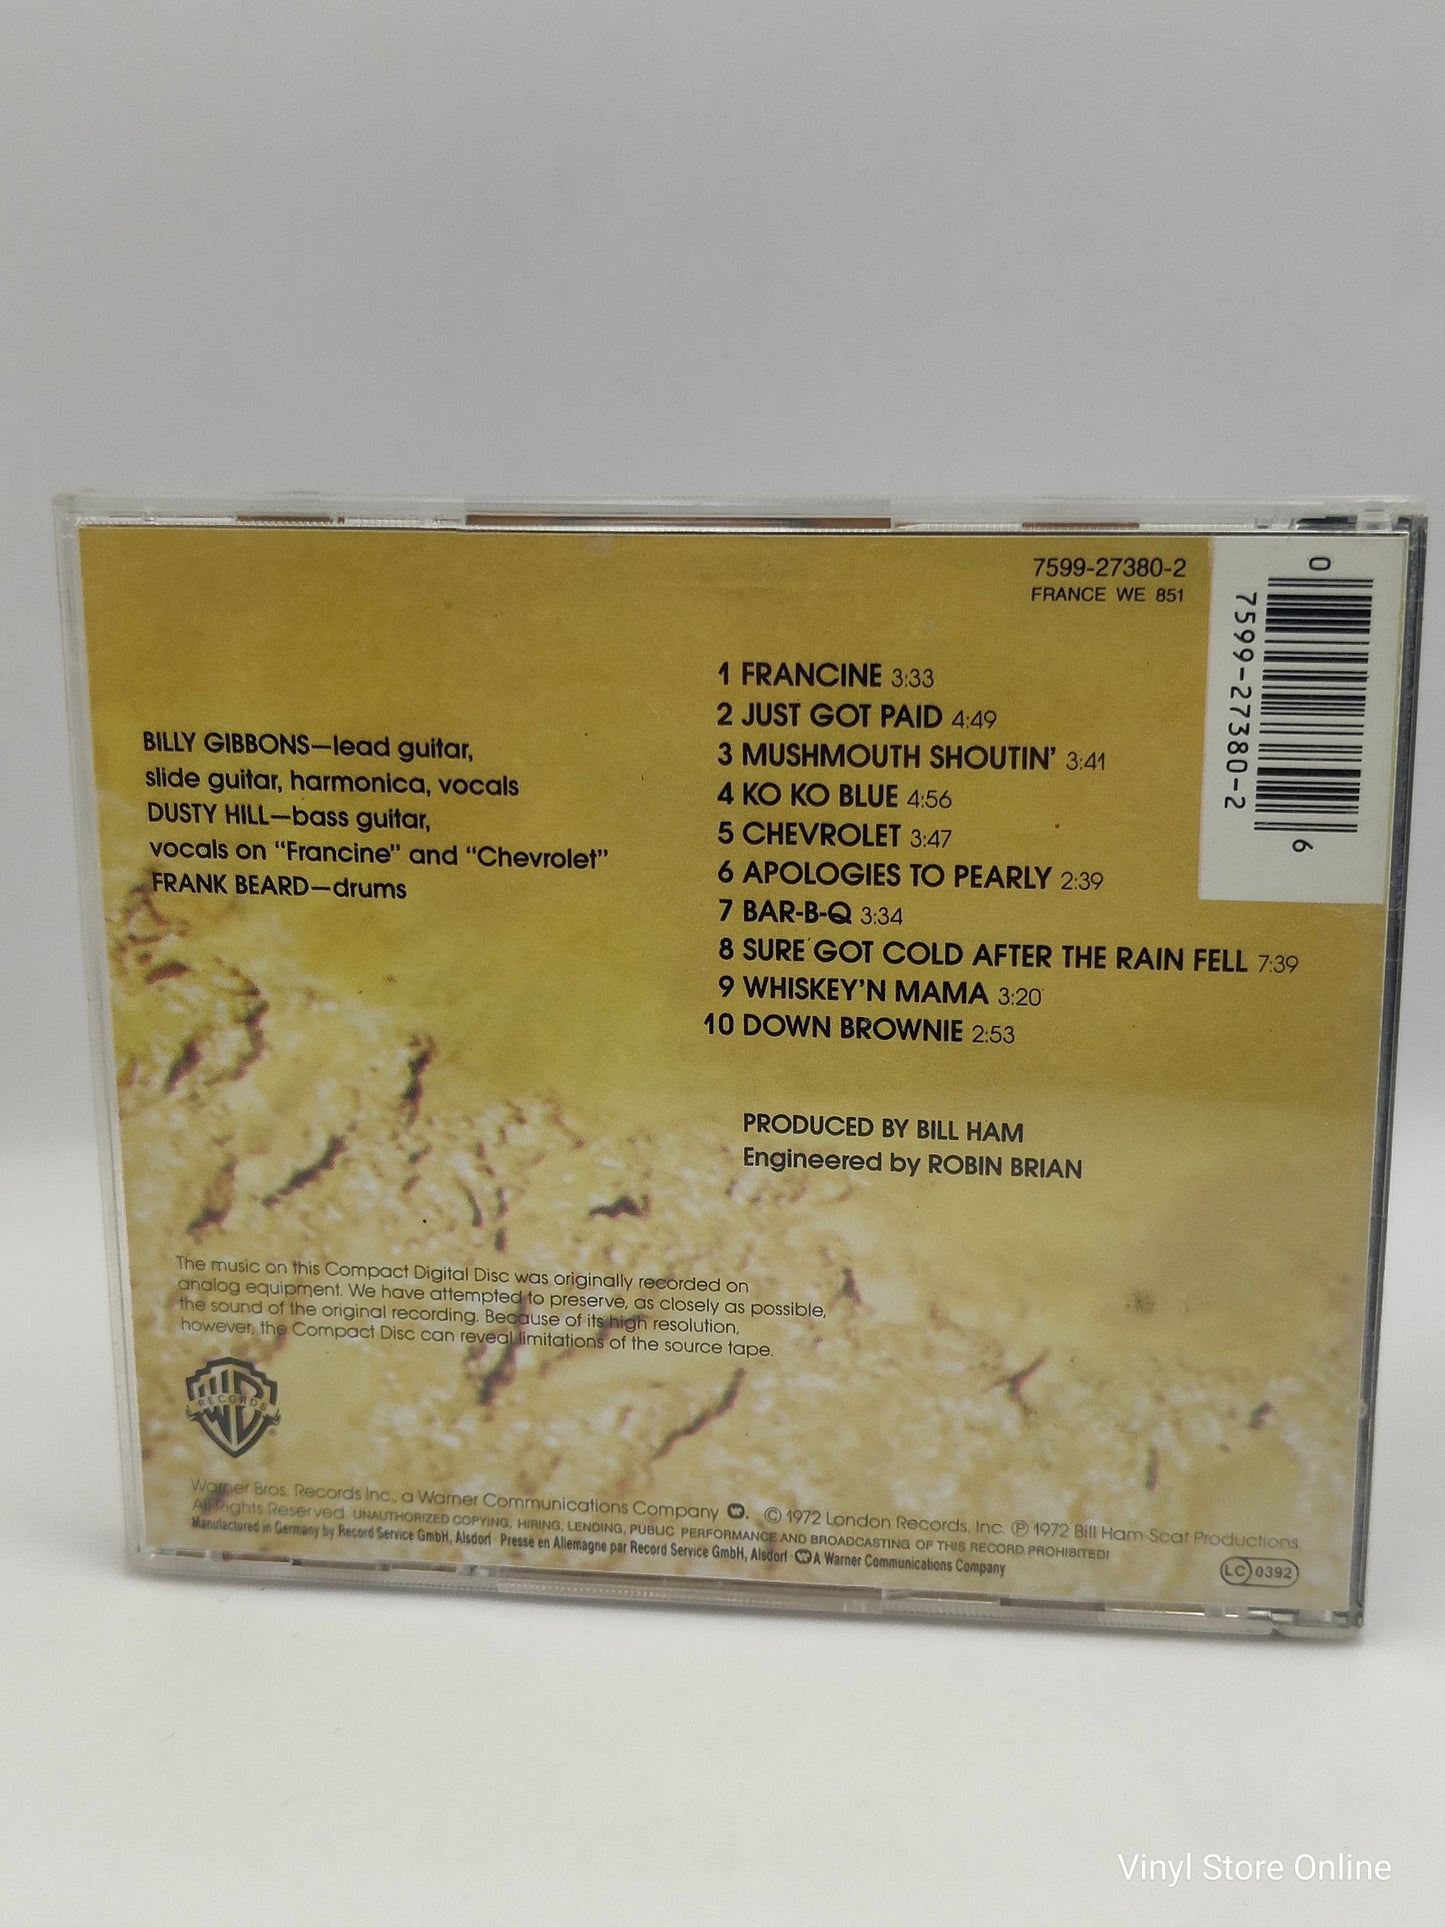 7599-27380-2
FRANCE WE 851
0
7599-27380-2
6
1 FRANCINE 3:33
2 JUST GOT PAID 4:49
3 MUSHMOUTH SHOUTIN' 3:41
4 KO KO BLUE 4:56
5 CHEVROLET 3:47
6 APOLOGIES TO PEARLY 2:39
7 BAR-B-Q 3:34
8 SURE GOT COLD AFTER THE RAIN FELL 7:39
9 WHISKEY'N MAMA 3:20
10 DOWN BROWNIE 2:53
BILLY GIBBONS—lead guitar,
slide guitar, harmonica, vocals
DUSTY HILL—bass guitar,
vocals on “Francine” and “Chevrolet”
FRANK BEARD—drums
PRODUCED BY BILL HAM
Engineered by ROBIN BRIAN
The music on this Compact Digital Disc was originally recorded on
analog equipment. We have attempted to preserve, as closely as possible,
the sound of the original recording. Because of its high resolution,
however, the Compact Disc can reveal limitations of the source tape.
WB
RECORDS
Warner Bros. Records Inc., a Warner Communications Company. © 1972 London Records, Inc. ℗ 1972 Bill Ham-Scat Productions.
All Rights Reserved. UNAUTHORIZED COPYING, HIRING, LENDING, PUBLIC PERFORMANCE AND BROADCASTING OF THIS RECORD PROHIBITED!
Manufactured in Germany by Record Service GmbH, Alsdorf · Presse en Allemagne par Record Service GmbH, Alsdorf · A Warner Communications Company
LC 0392
Vinyl Store Online